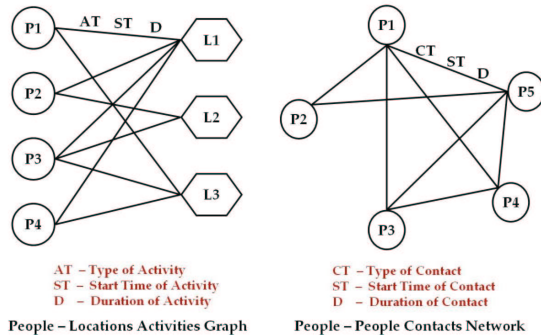 P1 AT ST D L1
P2 L2
P3 L3
P4
AT – Type of Activity
ST – Start Time of Activity
D – Duration of Activity
People – Locations Activities Graph
P1
CT ST D
P2 P5
P4
P3
CT – Type of Contact
ST – Start Time of Contact
D – Duration of Contact
People – People Contacts Network